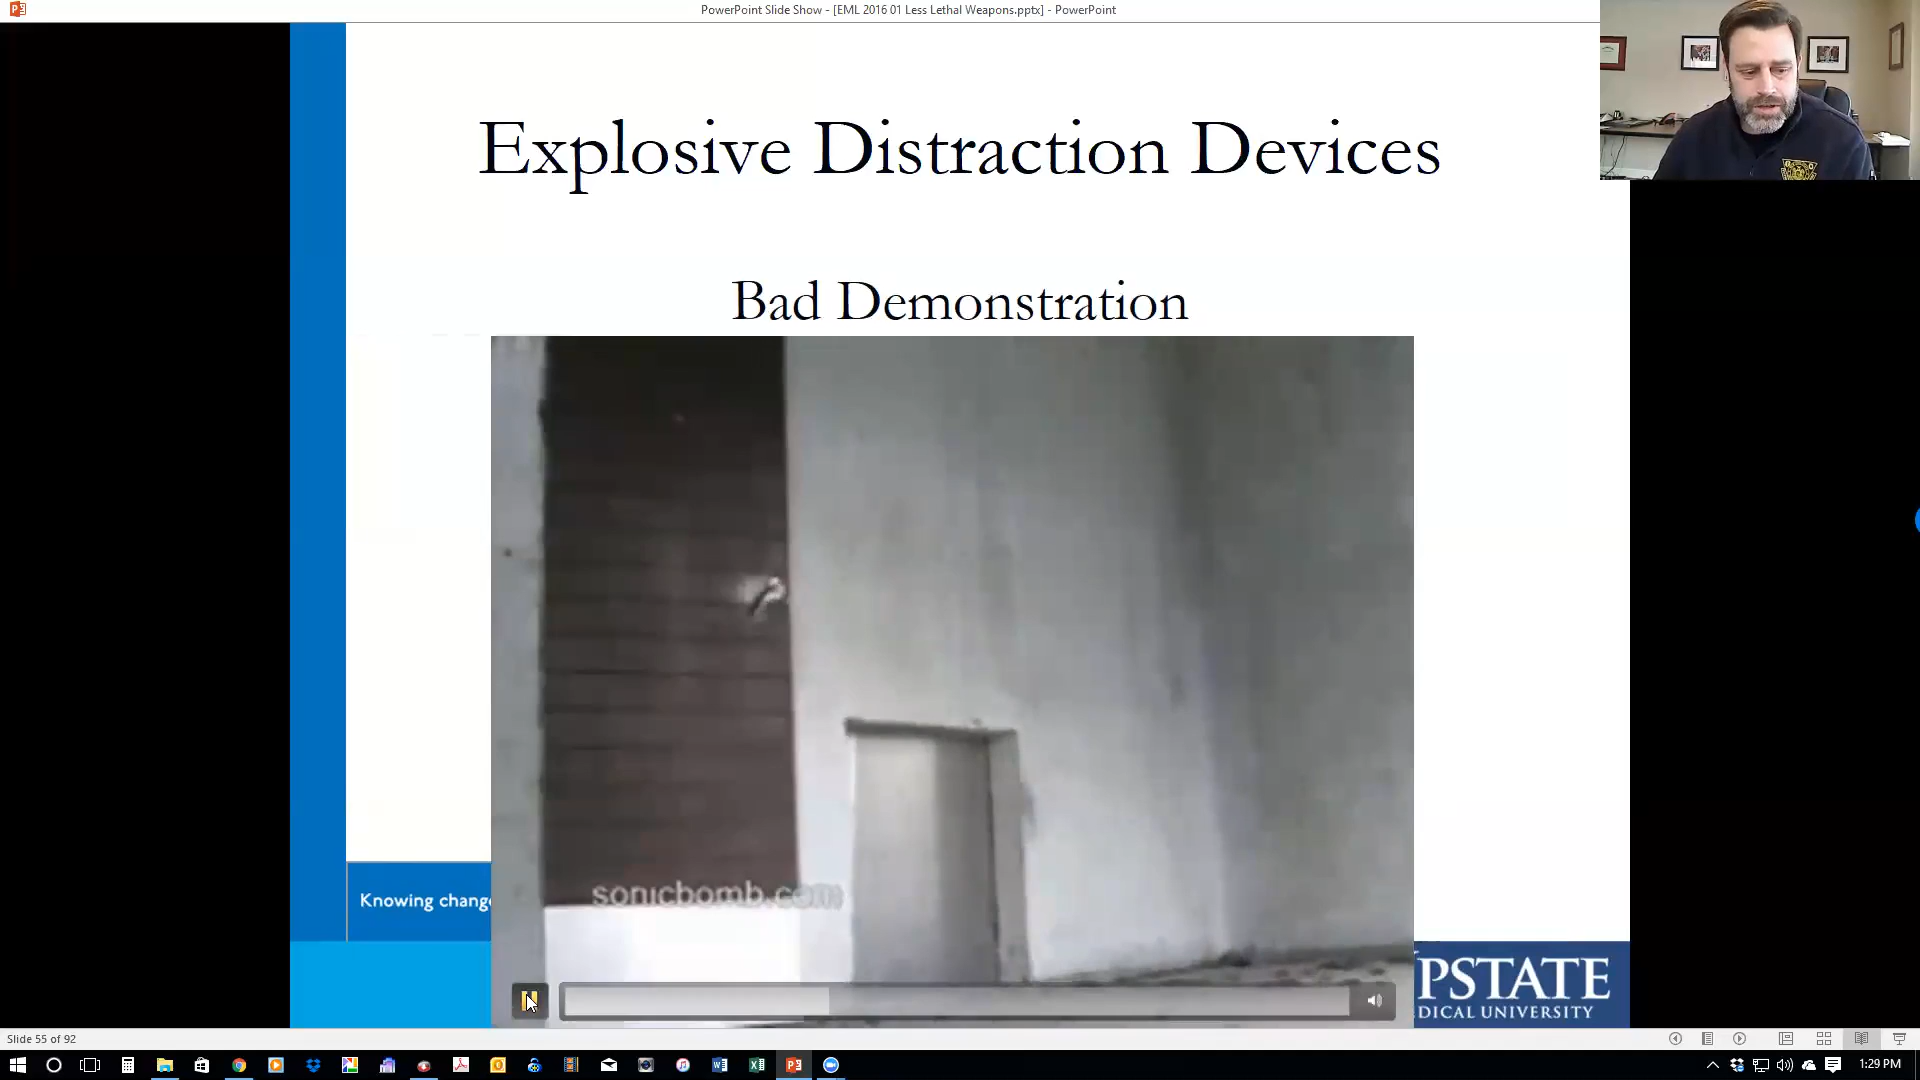 PowerPoint Slide Show - [EML 2016 01 Less Lethal Weapons.pptx] - PowerPoint
Explosive Distraction Devices
Bad Demonstration
sonicbomb.com
Knowing change
PSTATE
DICAL UNIVERSITY
Slide 55 of 92
1:29 PM